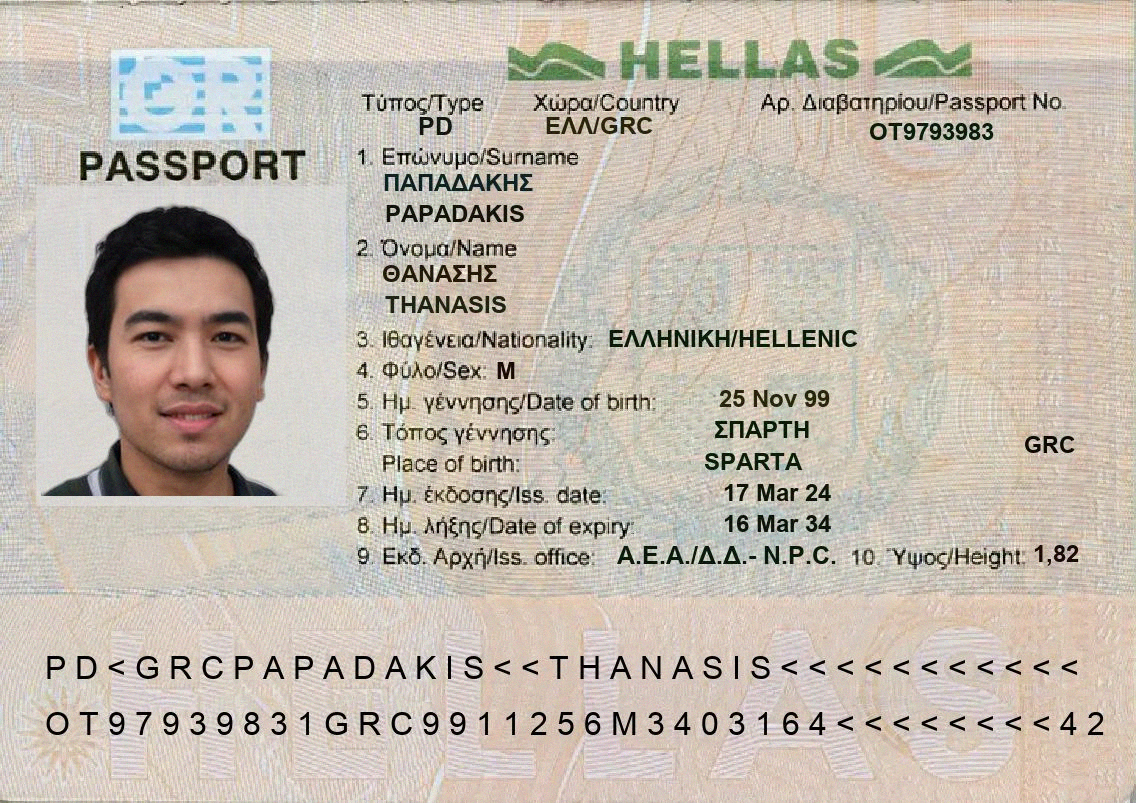 HELLAS
GR
PASSPORT
Τύπος/Type Χώρα/Country Αρ. Διαβατηρίου/Passport No.
PD ΕΛΛ/GRC OT9793983
1. Επώνυμο/Surname
ΠΑΠΑΔΑΚΗΣ
PAPADAKIS
2. Όνομα/Name
ΘΑΝΑΣΗΣ
THANASIS
3. Ιθαγένεια/Nationality: ΕΛΛΗΝΙΚΗ/HELLENIC
4. Φύλο/Sex: M
5. Ημ. γέννησης/Date of birth: 25 Nov 99
6. Τόπος γέννησης: ΣΠΑΡΤΗ
Place of birth: SPARTA GRC
7. Ημ. έκδοσης/Iss. date: 17 Mar 24
8. Ημ. λήξης/Date of expiry: 16 Mar 34
9 Εκδ. Αρχή/Iss. office: Α.Ε.Α./Δ.Δ.- N.P.C. 10. Ύψος/Height: 1,82
HELLAS
PD<GRCPAPADAKIS<<THANASIS<<<<<<<<<<<
OT97939831GRC9911256M3403164<<<<<<<<42